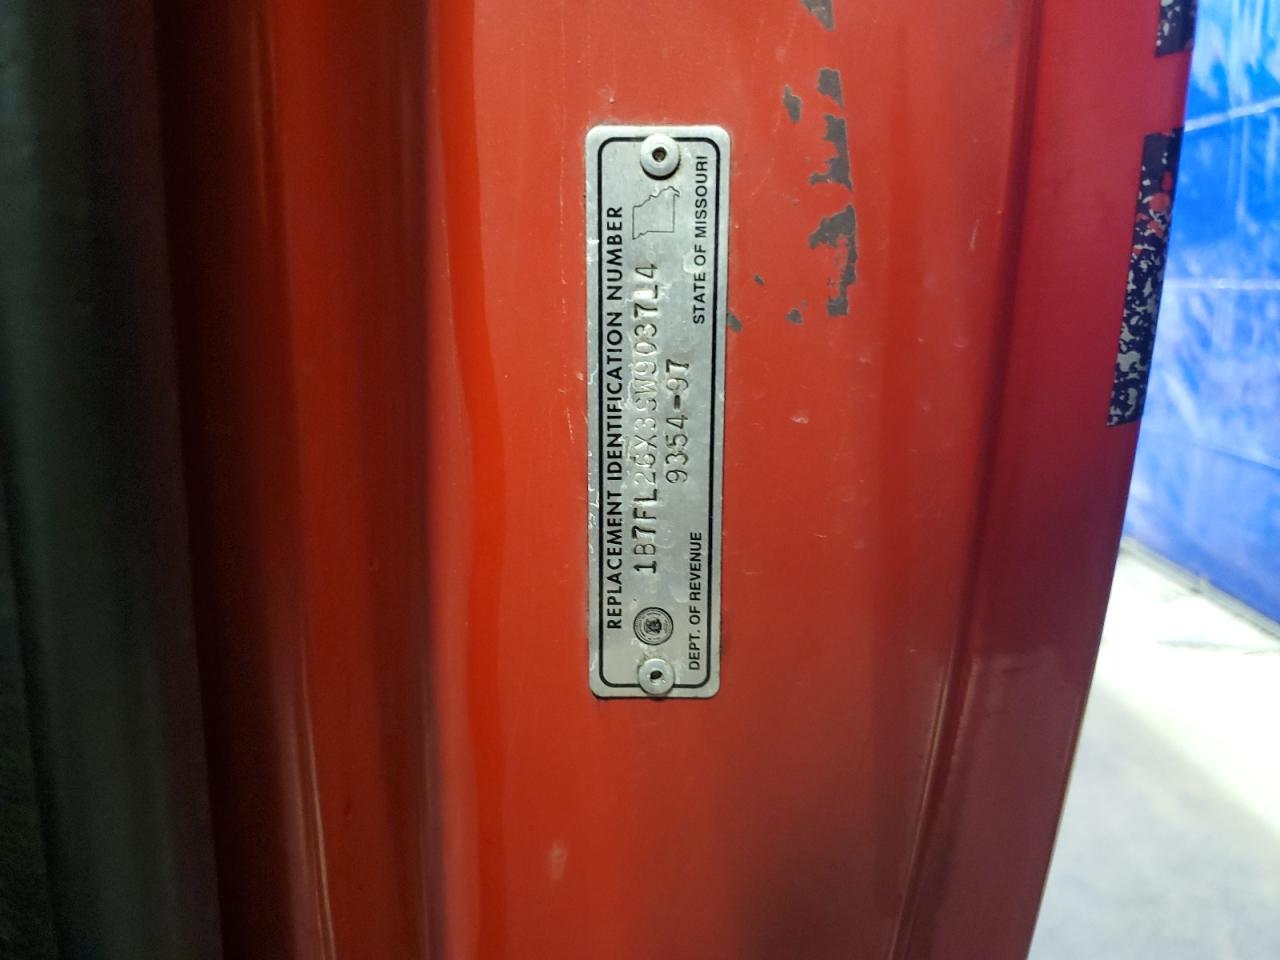 REPLACEMENT IDENTIFICATION NUMBER
1B7FL26X3SW903714
9354-97
DEPT. OF REVENUE
STATE OF MISSOURI